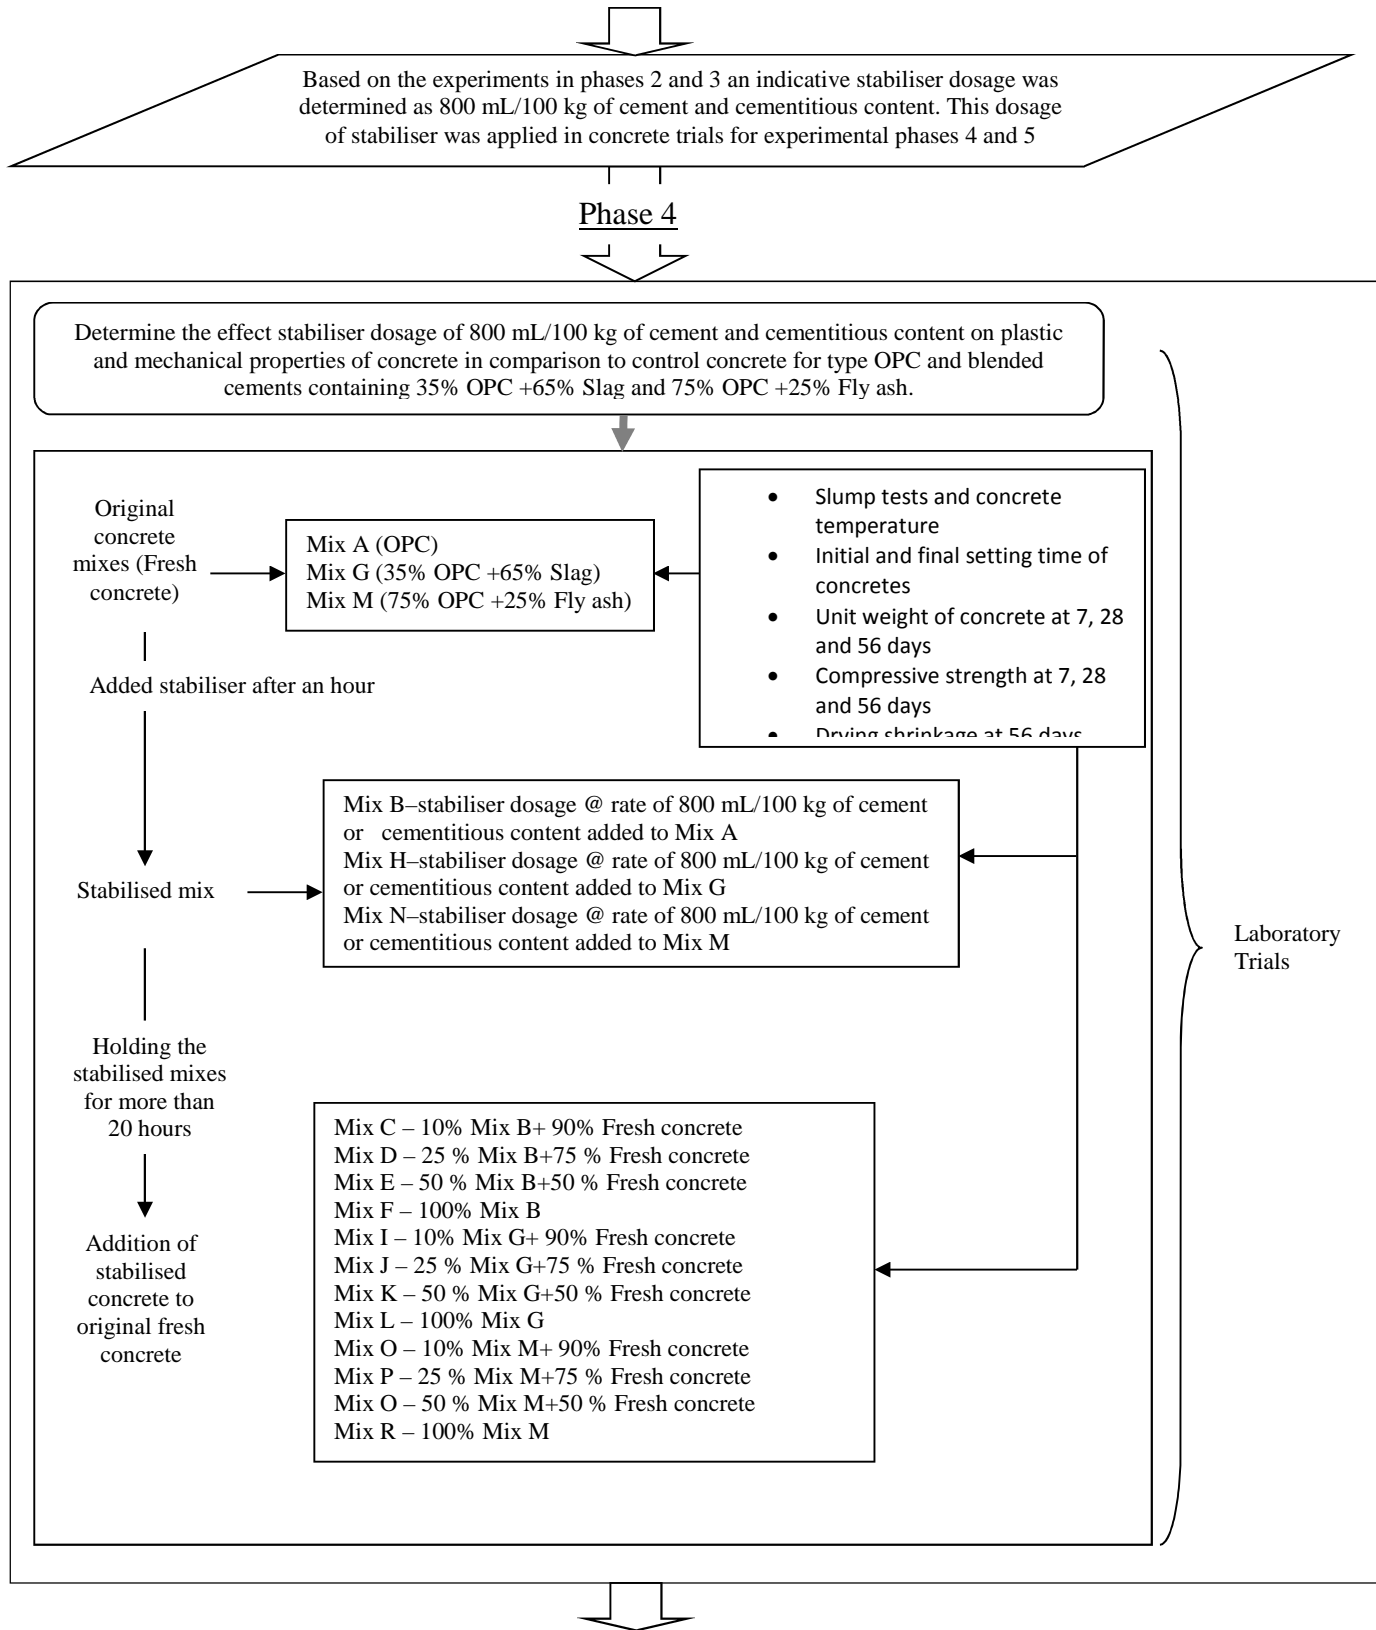 Based on the experiments in phases 2 and 3 an indicative stabiliser dosage was
determined as 800 mL/100 kg of cement and cementitious content. This dosage
of stabiliser was applied in concrete trials for experimental phases 4 and 5
Phase 4
Determine the effect stabiliser dosage of 800 mL/100 kg of cement and cementitious content on plastic
and mechanical properties of concrete in comparison to control concrete for type OPC and blended
cements containing 35% OPC +65% Slag and 75% OPC +25% Fly ash.
Original
concrete
mixes (Fresh
concrete)
Mix A (OPC)
Mix G (35% OPC +65% Slag)
Mix M (75% OPC +25% Fly ash)
• Slump tests and concrete
temperature
• Initial and final setting time of
concretes
• Unit weight of concrete at 7, 28
and 56 days
• Compressive strength at 7, 28
and 56 days
• Drying shrinkage at 56 days
Added stabiliser after an hour
Stabilised mix
Mix B–stabiliser dosage @ rate of 800 mL/100 kg of cement
or cementitious content added to Mix A
Mix H–stabiliser dosage @ rate of 800 mL/100 kg of cement
or cementitious content added to Mix G
Mix N–stabiliser dosage @ rate of 800 mL/100 kg of cement
or cementitious content added to Mix M
Laboratory
Trials
Holding the
stabilised mixes
for more than
20 hours
Addition of
stabilised
concrete to
original fresh
concrete
Mix C – 10% Mix B+ 90% Fresh concrete
Mix D – 25 % Mix B+75 % Fresh concrete
Mix E – 50 % Mix B+50 % Fresh concrete
Mix F – 100% Mix B
Mix I – 10% Mix G+ 90% Fresh concrete
Mix J – 25 % Mix G+75 % Fresh concrete
Mix K – 50 % Mix G+50 % Fresh concrete
Mix L – 100% Mix G
Mix O – 10% Mix M+ 90% Fresh concrete
Mix P – 25 % Mix M+75 % Fresh concrete
Mix O – 50 % Mix M+50 % Fresh concrete
Mix R – 100% Mix M